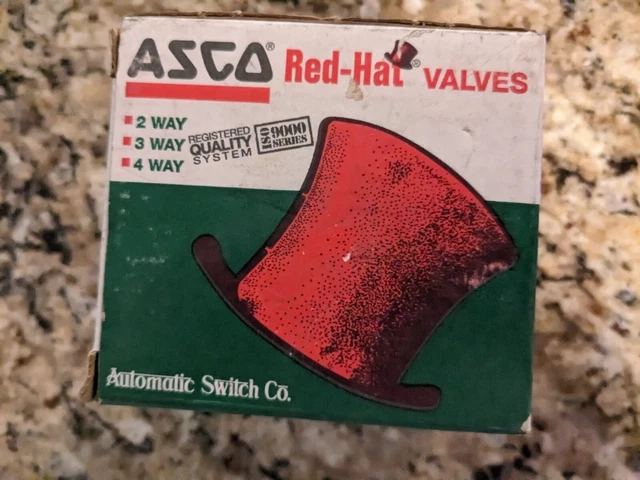 ASCO® Red-Hat® VALVES
2 WAY
3 WAY
4 WAY
REGISTERED
QUALITY
SYSTEM
ISO 9000
SERIES
Automatic Switch Co.